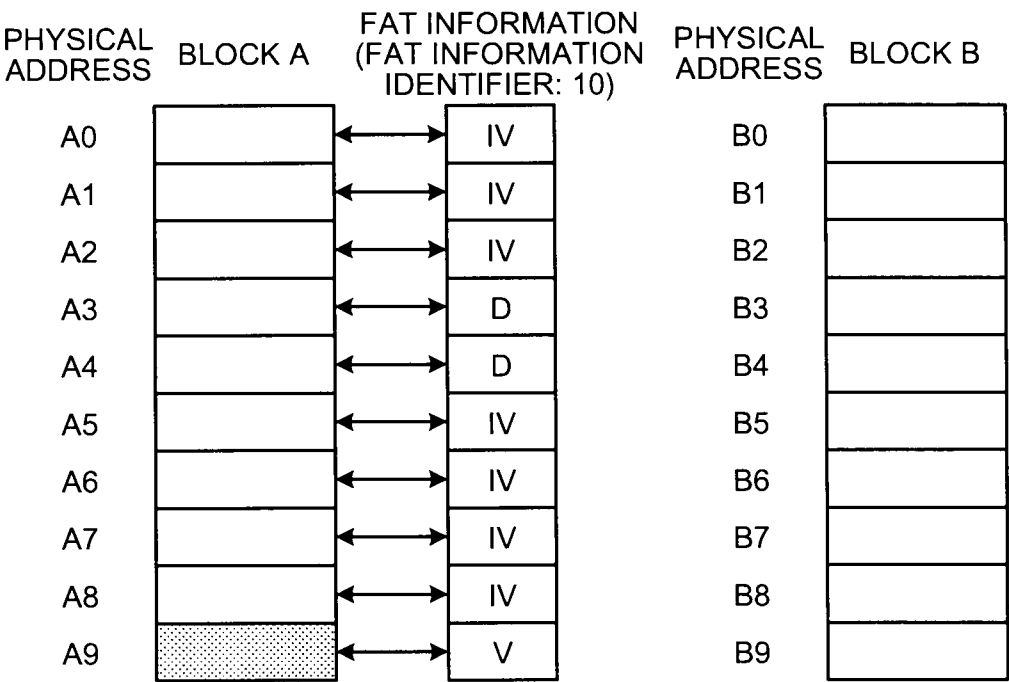 PHYSICAL ADDRESS
BLOCK A
FAT INFORMATION
(FAT INFORMATION
IDENTIFIER: 10)
PHYSICAL ADDRESS
BLOCK B
A0 IV B0
A1 IV B1
A2 IV B2
A3 D B3
A4 D B4
A5 IV B5
A6 IV B6
A7 IV B7
A8 IV B8
A9 V B9